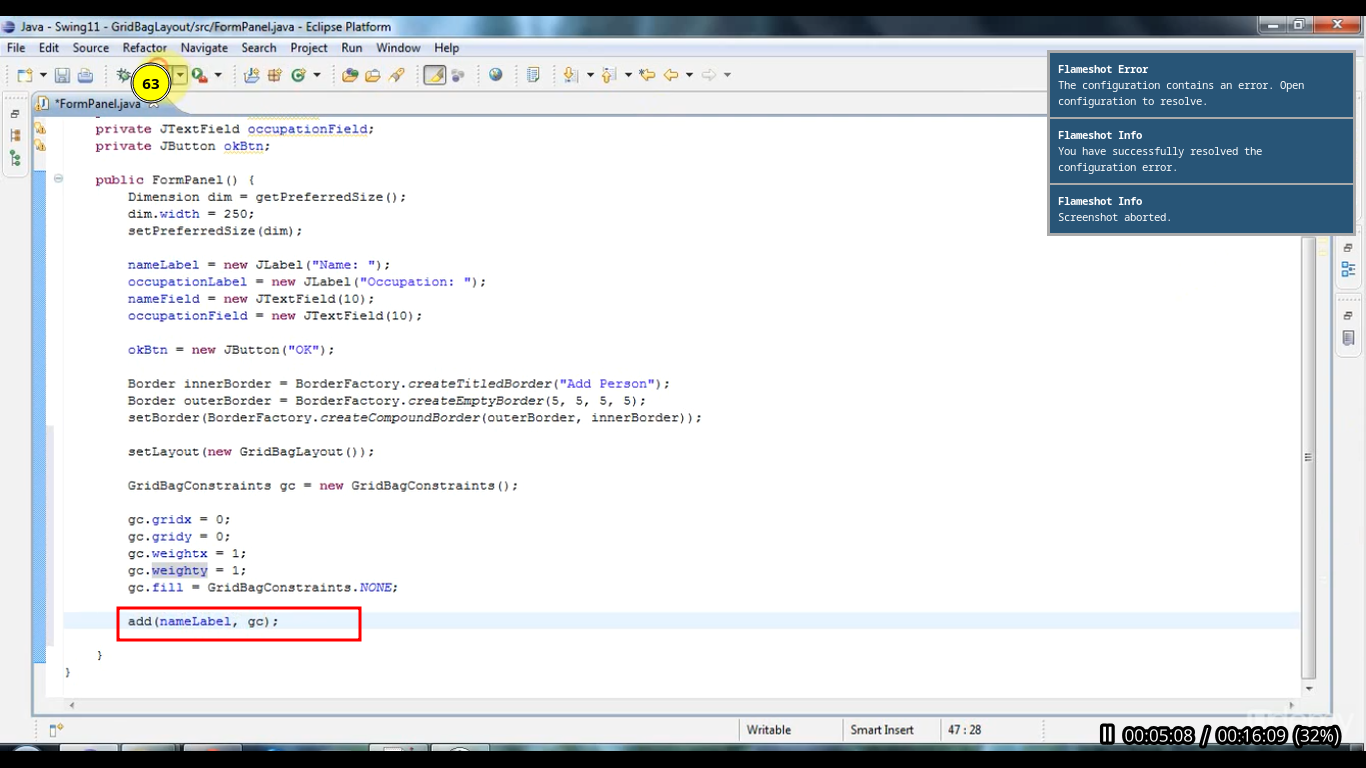 Java - Swing11 - GridBagLayout/src/FormPanel.java - Eclipse Platform
File Edit Source Refactor Navigate Search Project Run Window Help
63
*FormPanel.java
Flameshot Error
The configuration contains an error. Open
configuration to resolve.
Flameshot Info
You have successfully resolved the
configuration error.
Flameshot Info
Screenshot aborted.
private JTextField occupationField;
private JButton okBtn;
public FormPanel() {
Dimension dim = getPreferredSize();
dim.width = 250;
setPreferredSize(dim);
nameLabel = new JLabel("Name: ");
occupationLabel = new JLabel("Occupation: ");
nameField = new JTextField(10);
occupationField = new JTextField(10);
okBtn = new JButton("OK");
Border innerBorder = BorderFactory.createTitledBorder("Add Person");
Border outerBorder = BorderFactory.createEmptyBorder(5, 5, 5, 5);
setBorder(BorderFactory.createCompoundBorder(outerBorder, innerBorder));
setLayout(new GridBagLayout());
GridBagConstraints gc = new GridBagConstraints();
gc.gridx = 0;
gc.gridy = 0;
gc.weightx = 1;
gc.weighty = 1;
gc.fill = GridBagConstraints.NONE;
add(nameLabel, gc);
}
}
Writable Smart Insert 47 : 28
00:05:08 / 00:16:09 (32%)